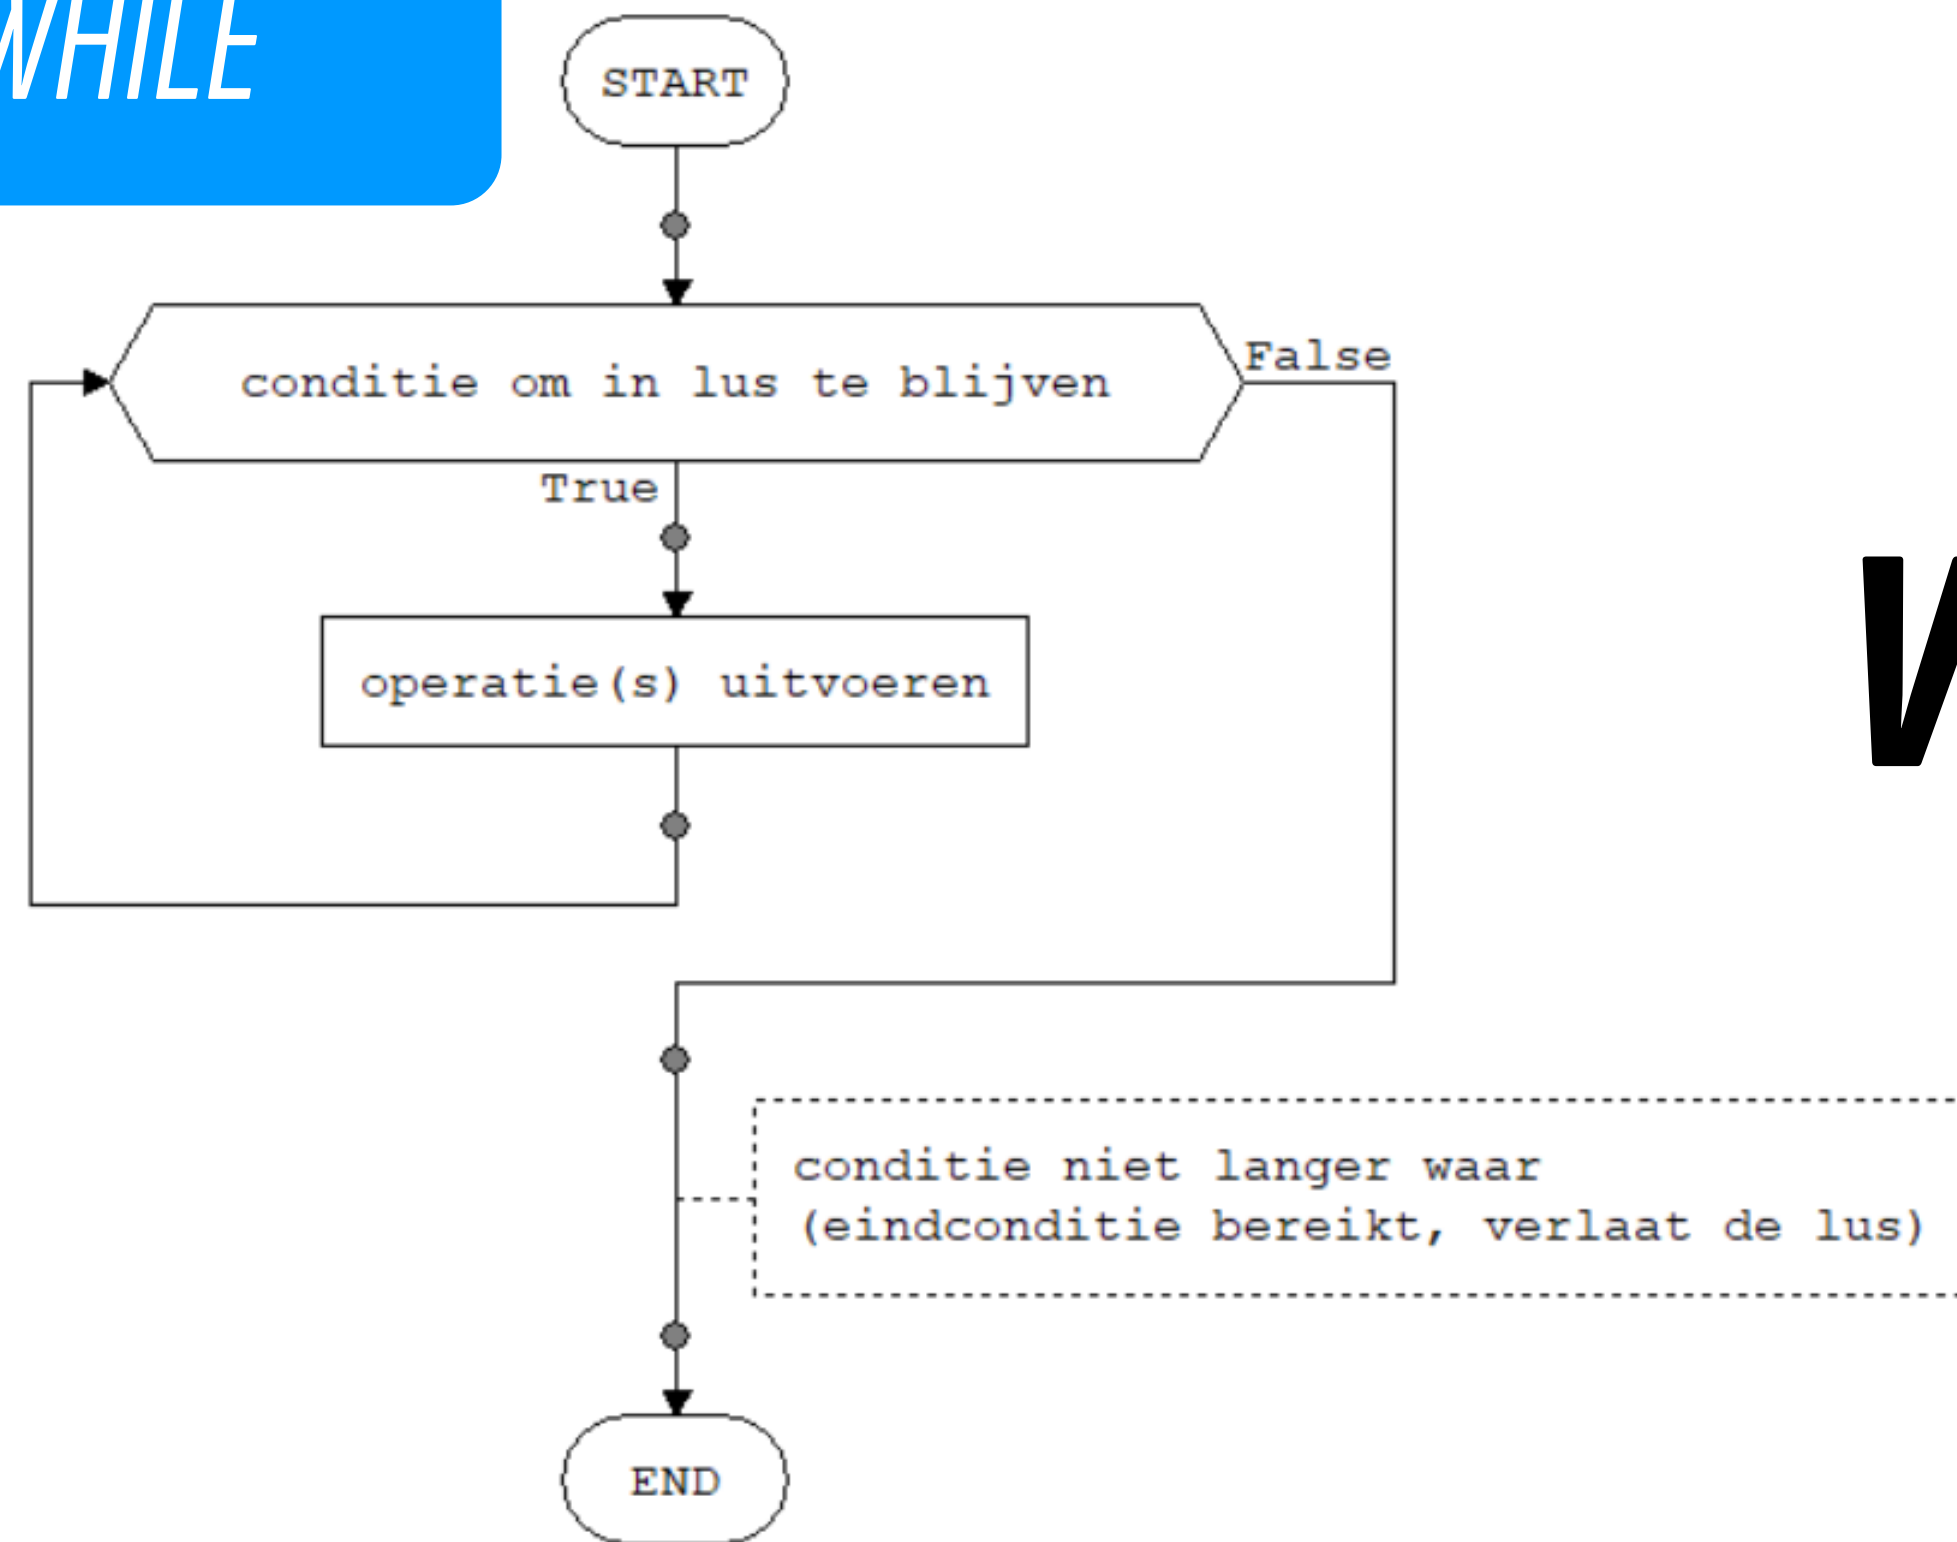 WHILE
START
conditie om in lus te blijven
False
True
operatie(s) uitvoeren
conditie niet langer waar
(eindconditie bereikt, verlaat de lus)
END